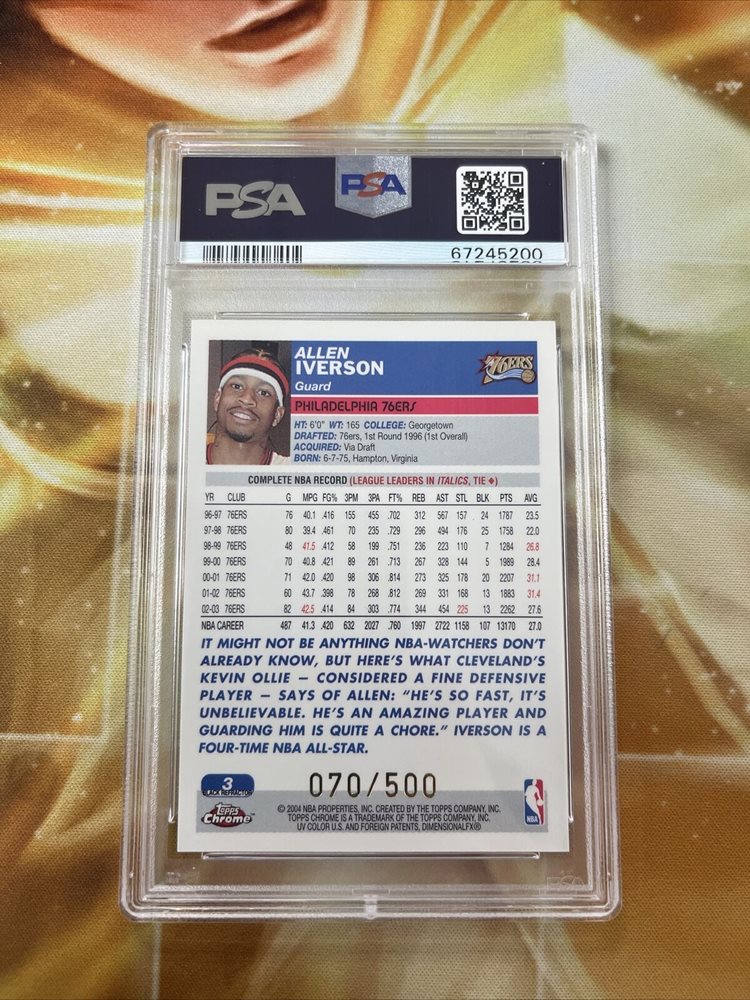 PSA PSA
67245200
ALLEN
IVERSON
76ERS
Guard
PHILADELPHIA 76ERS
HT: 6'0" WT: 165 COLLEGE: Georgetown
DRAFTED: 76ers, 1st Round 1996 (1st Overall)
ACQUIRED: Via Draft
BORN: 6-7-75, Hampton, Virginia
COMPLETE NBA RECORD (LEAGUE LEADERS IN ITALICS, TIE ♦)
YR CLUB G MPG FG% 3PM 3PA FT% REB AST STL BLK PTS AVG
96-97 76ERS 76 40.1 .416 155 455 .702 312 567 157 24 1787 23.5
97-98 76ERS 80 39.4 .461 70 235 .729 296 494 176 25 1758 22.0
98-99 76ERS 48 41.5 .412 58 199 .751 236 223 110 7 1284 26.8
99-00 76ERS 70 40.8 .421 89 261 .713 267 328 144 5 1989 28.4
00-01 76ERS 71 42.0 .420 98 306 .814 273 325 178 20 2207 31.1
01-02 76ERS 60 43.7 .398 78 268 .812 269 331 168 13 1883 31.4
02-03 76ERS 82 42.5 .414 84 303 .774 344 454 225 13 2262 27.6
NBA CAREER 487 41.3 .420 632 2027 .760 1997 2722 1158 107 13170 27.0
IT MIGHT NOT BE ANYTHING NBA-WATCHERS DON'T
ALREADY KNOW, BUT HERE'S WHAT CLEVELAND'S
KEVIN OLLIE — CONSIDERED A FINE DEFENSIVE
PLAYER — SAYS OF ALLEN: "HE'S SO FAST, IT'S
UNBELIEVABLE. HE'S AN AMAZING PLAYER AND
GUARDING HIM IS QUITE A CHORE." IVERSON IS A
FOUR-TIME NBA ALL-STAR.
3
BLACK REFRACTOR
070/500
Topps
Chrome™
© 2004 NBA PROPERTIES, INC. CREATED BY THE TOPPS COMPANY, INC.
TOPPS CHROME IS A TRADEMARK OF THE TOPPS COMPANY, INC.
UV COLOR U.S. AND FOREIGN PATENTS, DIMENSIONALFX®
NBA
PSA